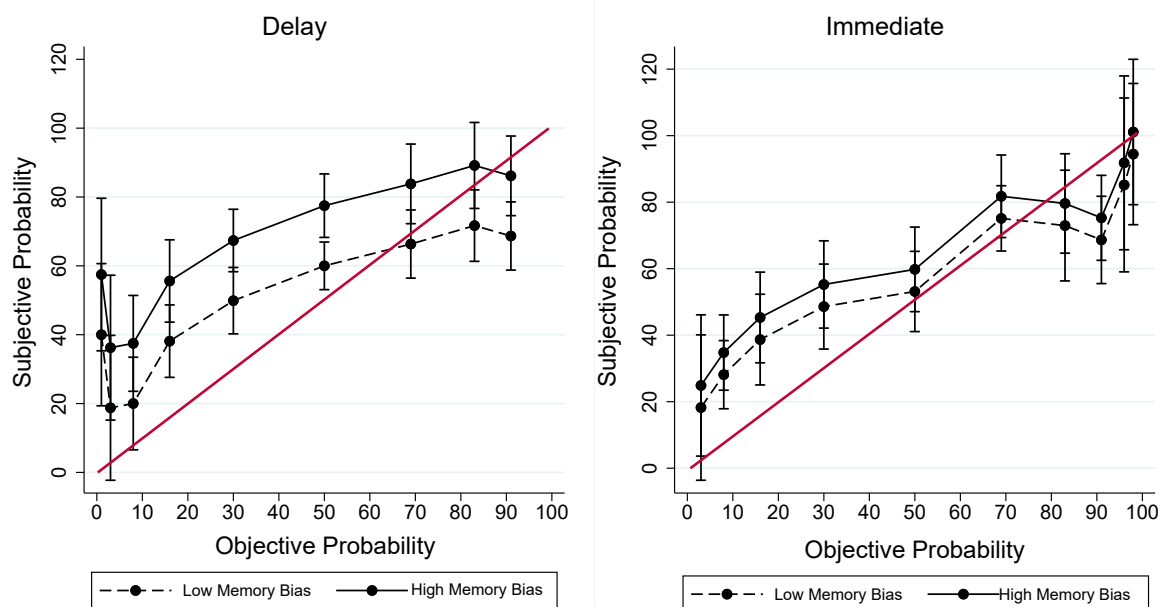 Delay
Subjective Probability
120
100
80
60
40
20
0
0 10 20 30 40 50 60 70 80 90 100
Objective Probability
Low Memory Bias High Memory Bias
Immediate
Subjective Probability
120
100
80
60
40
20
0
0 10 20 30 40 50 60 70 80 90 100
Objective Probability
Low Memory Bias High Memory Bias